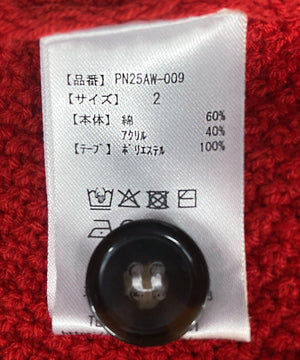 【品番】 PN25AW-009
【サイズ】 2
【本体】 綿 60%
アクリル 40%
【テープ】 ポリエステル 100%